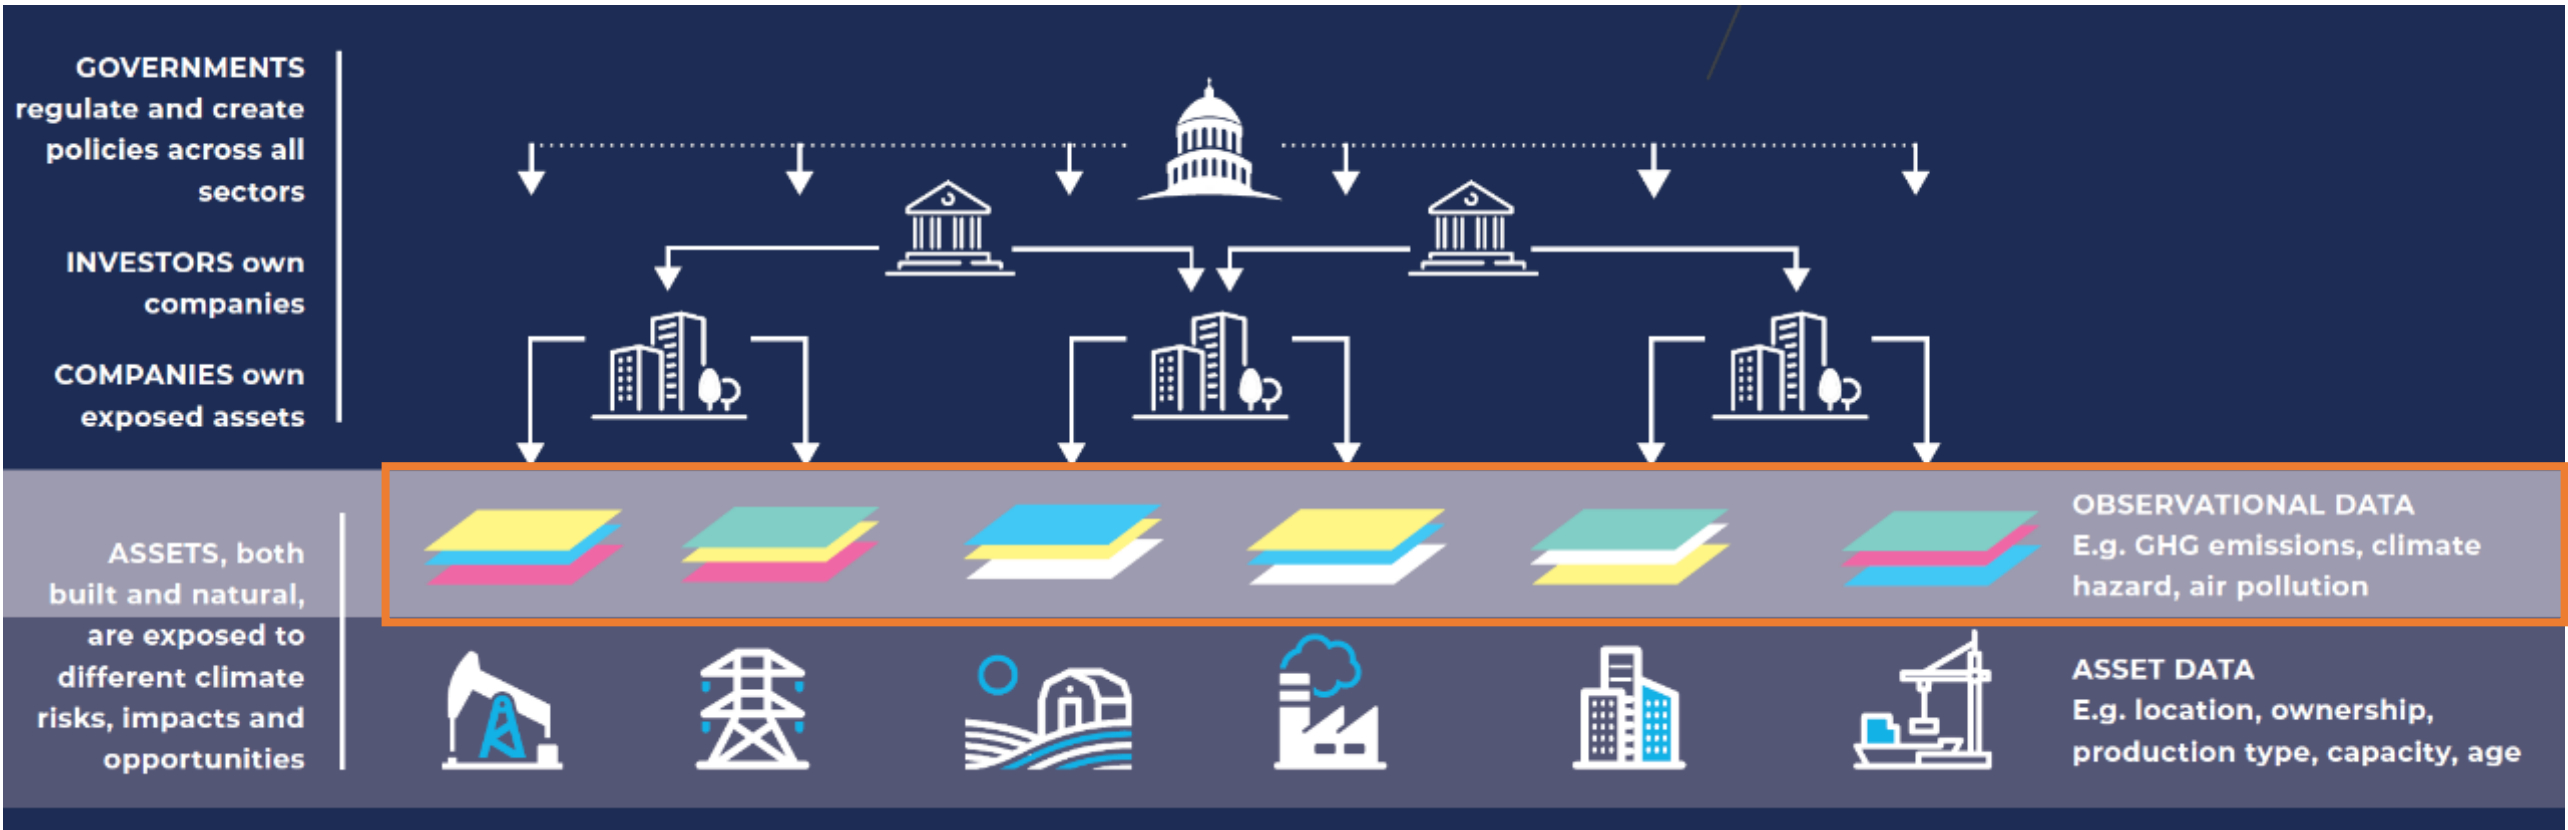 GOVERNMENTS
regulate and create
policies across all
sectors
INVESTORS own
companies
COMPANIES own
exposed assets
ASSETS, both
built and natural,
are exposed to
different climate
risks, impacts and
opportunities
OBSERVATIONAL DATA
E.g. GHG emissions, climate
hazard, air pollution
ASSET DATA
E.g. location, ownership,
production type, capacity, age